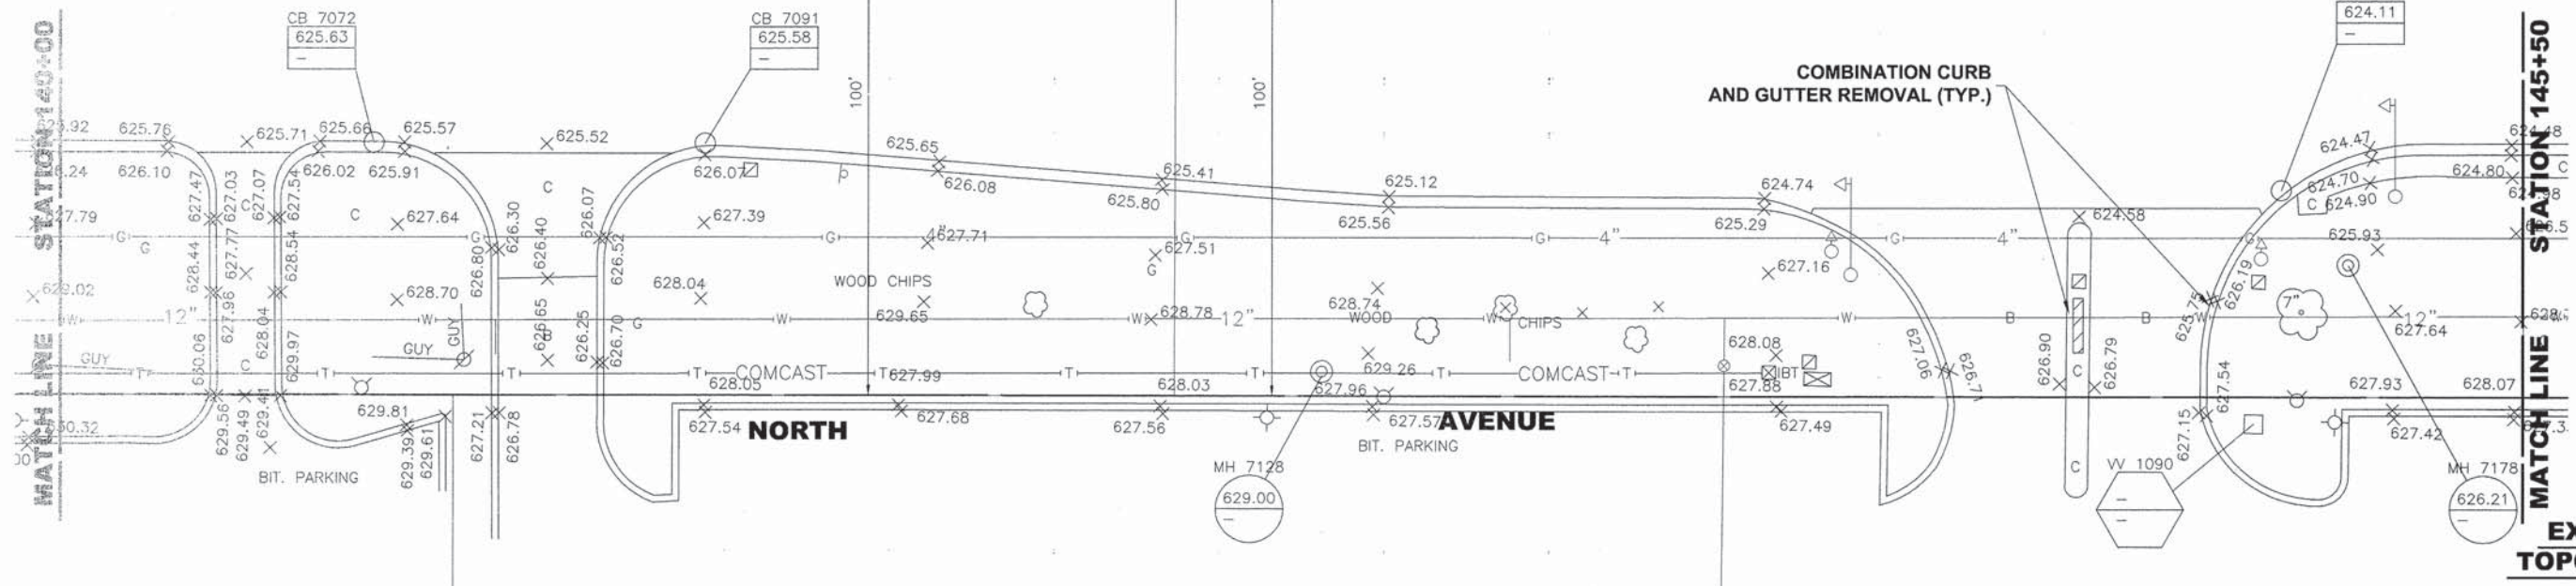 CB 7072
625.63
–
CB 7091
625.58
–
100'
100'
624.11
–
COMBINATION CURB
AND GUTTER REMOVAL (TYP.)
MATCH LINE STATION 140+00
MATCH LINE STATION 145+50
625.76
625.71
625.66
625.57
625.52
626.10
626.02
625.91
626.07
625.65
626.08
625.41
625.80
625.12
625.56
624.74
625.29
624.58
624.47
624.70
C
624.90
624.80
C
627.47
627.03
627.07
627.54
C
C
C
627.64
627.39
G
G
G
626.30
626.40
626.07
626.52
626.80
G
4"
627.71
G
627.51
G
G
4"
G
4"
G
625.93
628.44
627.77
628.54
628.70
628.04
WOOD CHIPS
627.16
626.19
W
12"
627.96
628.04
W
GUY
GUY
626.25
626.70
G
W
629.65
W
628.78
12"
628.74
WOOD
W
CHIPS
W
B
B
W
7"
12"
627.64
GUY
T
C
629.97
T
T
T
COMCAST
T
627.99
T
T
T
COMCAST
T
628.08
IBT
627.88
628.05
628.03
627.96
629.26
627.06
626.90
C
626.79
627.54
627.93
628.07
629.56
629.49
629.81
629.39
629.61
627.21
626.78
627.54
NORTH
627.68
627.56
627.57
AVENUE
627.49
627.15
627.42
BIT. PARKING
BIT. PARKING
MH 7128
629.00
–
C
VV 1090
–
–
MH 7178
626.21
–